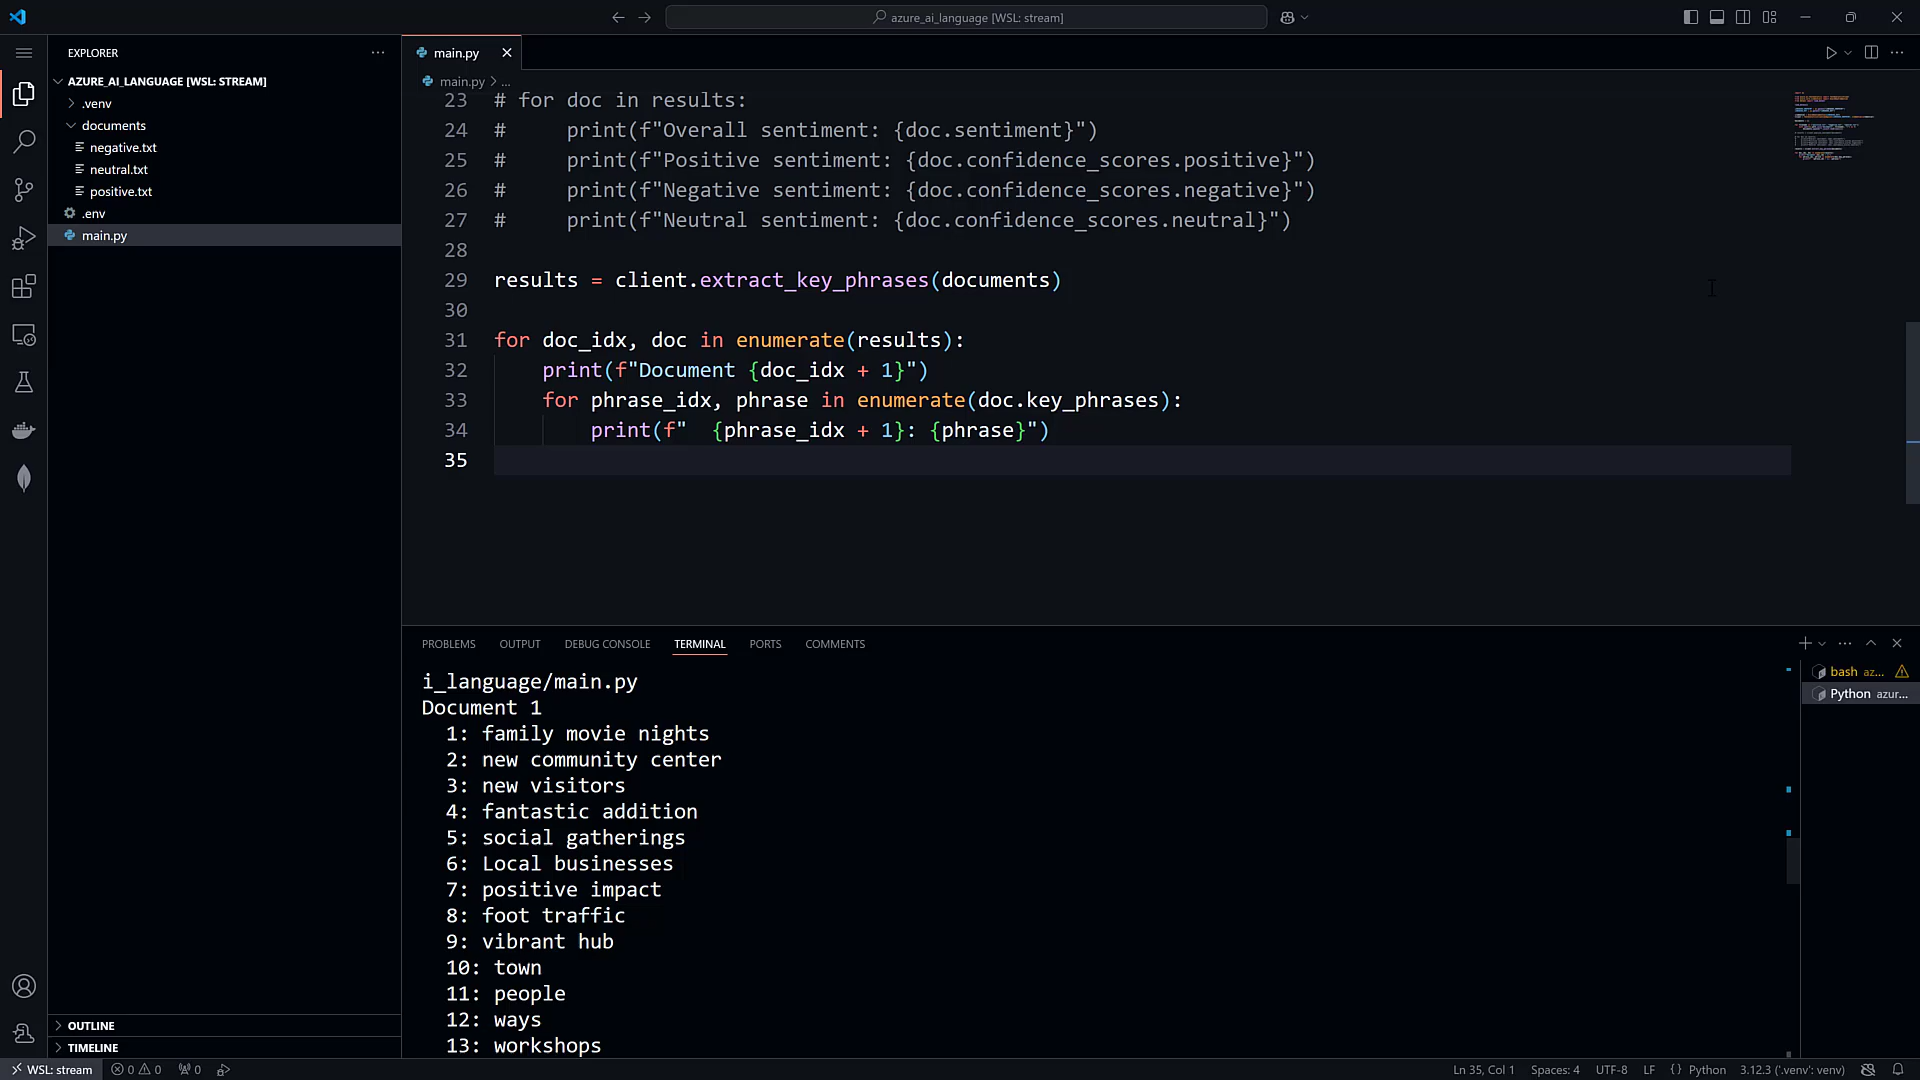 azure_ai_language [WSL: stream]
EXPLORER
AZURE_AI_LANGUAGE [WSL: STREAM]
.venv
documents
negative.txt
neutral.txt
positive.txt
.env
main.py
OUTLINE
TIMELINE
main.py
main.py > ...
23 # for doc in results:
24 #     print(f"Overall sentiment: {doc.sentiment}")
25 #     print(f"Positive sentiment: {doc.confidence_scores.positive}")
26 #     print(f"Negative sentiment: {doc.confidence_scores.negative}")
27 #     print(f"Neutral sentiment: {doc.confidence_scores.neutral}")
28
29 results = client.extract_key_phrases(documents)
30
31 for doc_idx, doc in enumerate(results):
32     print(f"Document {doc_idx + 1}")
33     for phrase_idx, phrase in enumerate(doc.key_phrases):
34         print(f"  {phrase_idx + 1}: {phrase}")
35
PROBLEMS OUTPUT DEBUG CONSOLE TERMINAL PORTS COMMENTS
i_language/main.py
Document 1
  1: family movie nights
  2: new community center
  3: new visitors
  4: fantastic addition
  5: social gatherings
  6: Local businesses
  7: positive impact
  8: foot traffic
  9: vibrant hub
  10: town
  11: people
  12: ways
  13: workshops
bash az...
Python azur...
WSL: stream 0 0 0 Ln 35, Col 1 Spaces: 4 UTF-8 LF {} Python 3.12.3 ('.venv': venv)